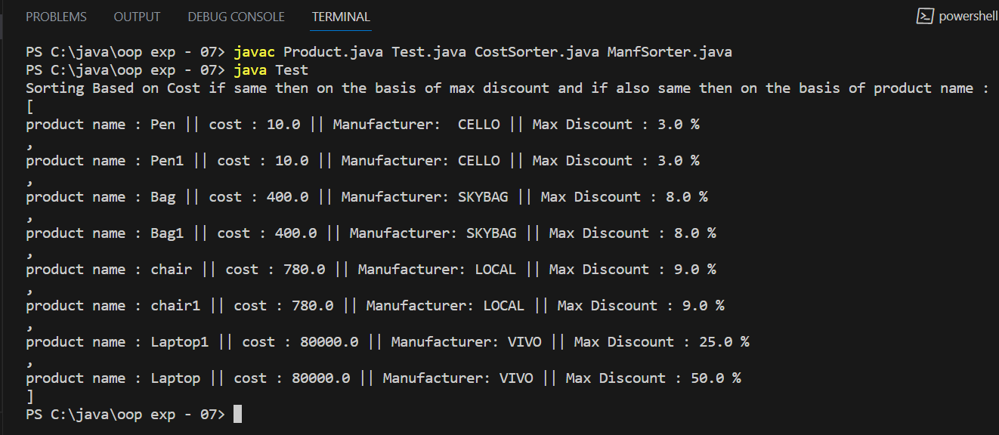 PROBLEMS OUTPUT DEBUG CONSOLE TERMINAL powershell
PS C:\java\oop exp - 07> javac Product.java Test.java CostSorter.java ManfSorter.java
PS C:\java\oop exp - 07> java Test
Sorting Based on Cost if same then on the basis of max discount and if also same then on the basis of product name :
[
product name : Pen || cost : 10.0 || Manufacturer:  CELLO || Max Discount : 3.0 %
,
product name : Pen1 || cost : 10.0 || Manufacturer: CELLO || Max Discount : 3.0 %
,
product name : Bag || cost : 400.0 || Manufacturer: SKYBAG || Max Discount : 8.0 %
,
product name : Bag1 || cost : 400.0 || Manufacturer: SKYBAG || Max Discount : 8.0 %
,
product name : chair || cost : 780.0 || Manufacturer: LOCAL || Max Discount : 9.0 %
,
product name : chair1 || cost : 780.0 || Manufacturer: LOCAL || Max Discount : 9.0 %
,
product name : Laptop1 || cost : 80000.0 || Manufacturer: VIVO || Max Discount : 25.0 %
,
product name : Laptop || cost : 80000.0 || Manufacturer: VIVO || Max Discount : 50.0 %
]
PS C:\java\oop exp - 07>